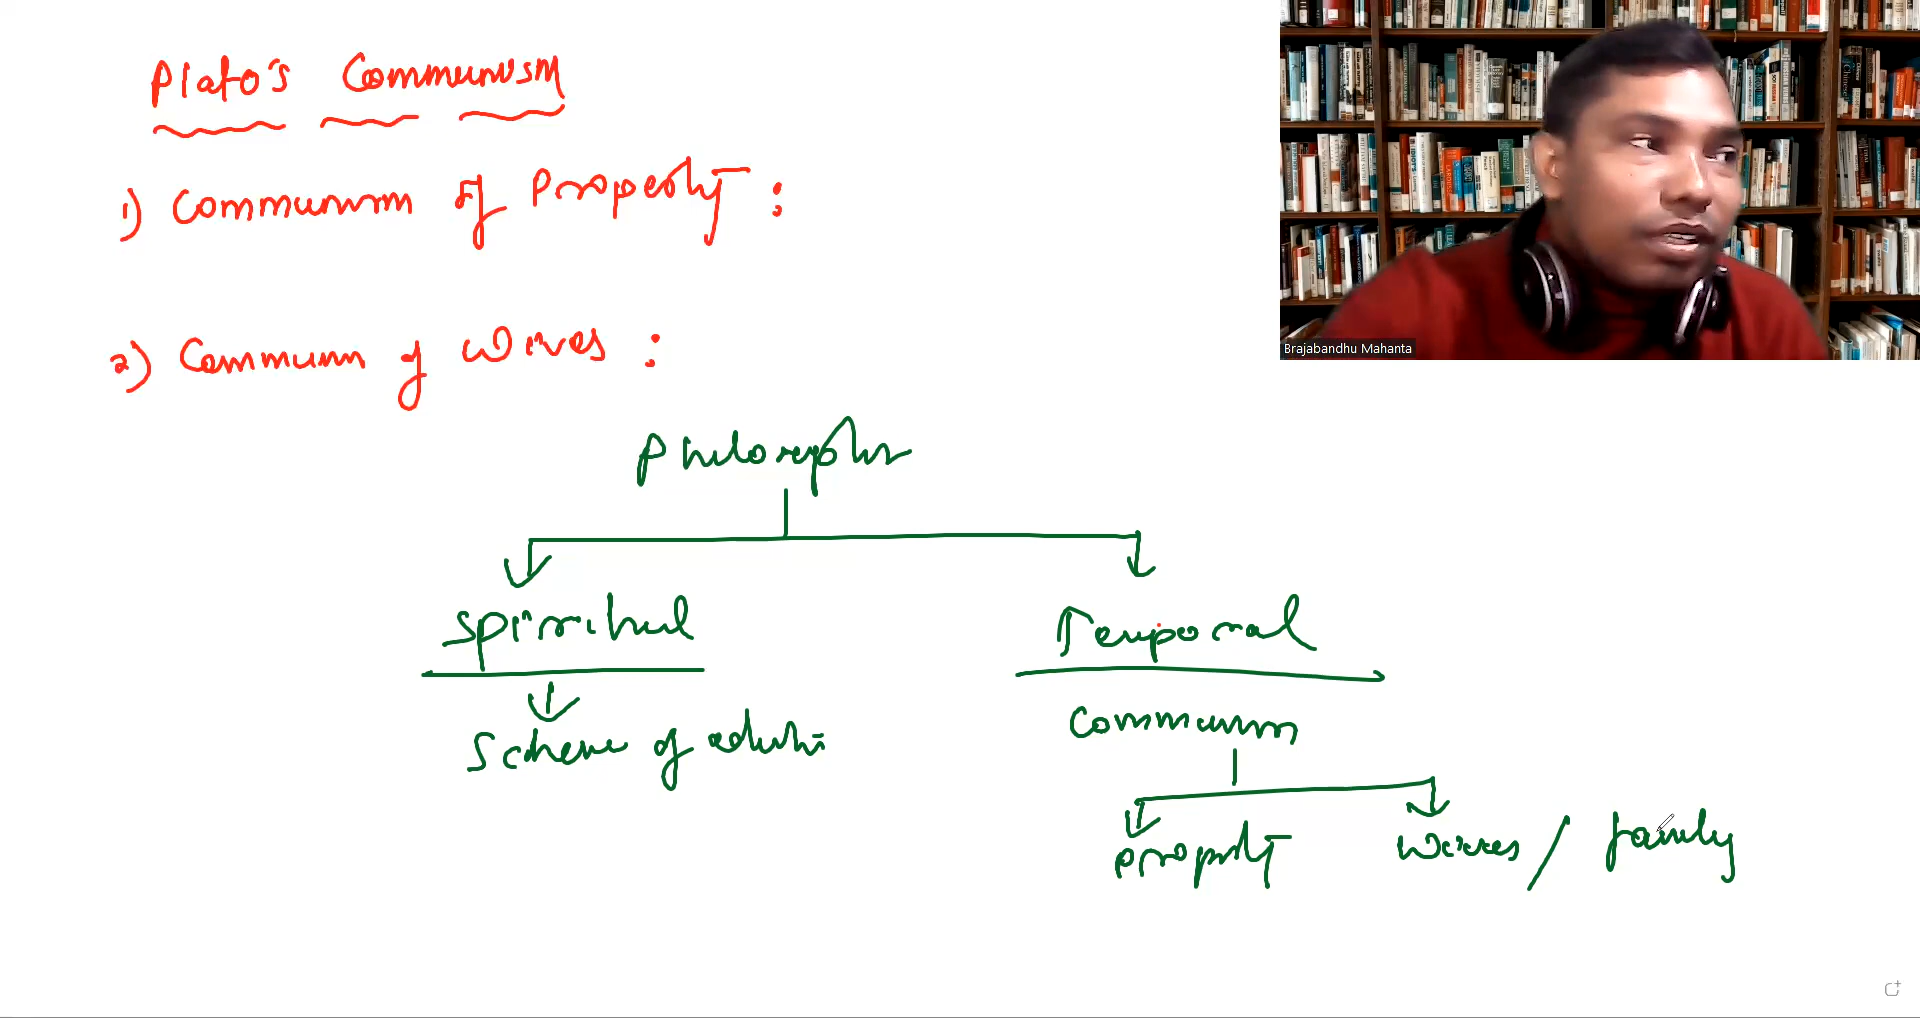 Plato's Communism
1) Communism of Property :
Brajabandhu Mahanta
2) Communism of Wives :
Philosopher
Spiritual Temporal
Scheme of education Communism
Property Wives / family